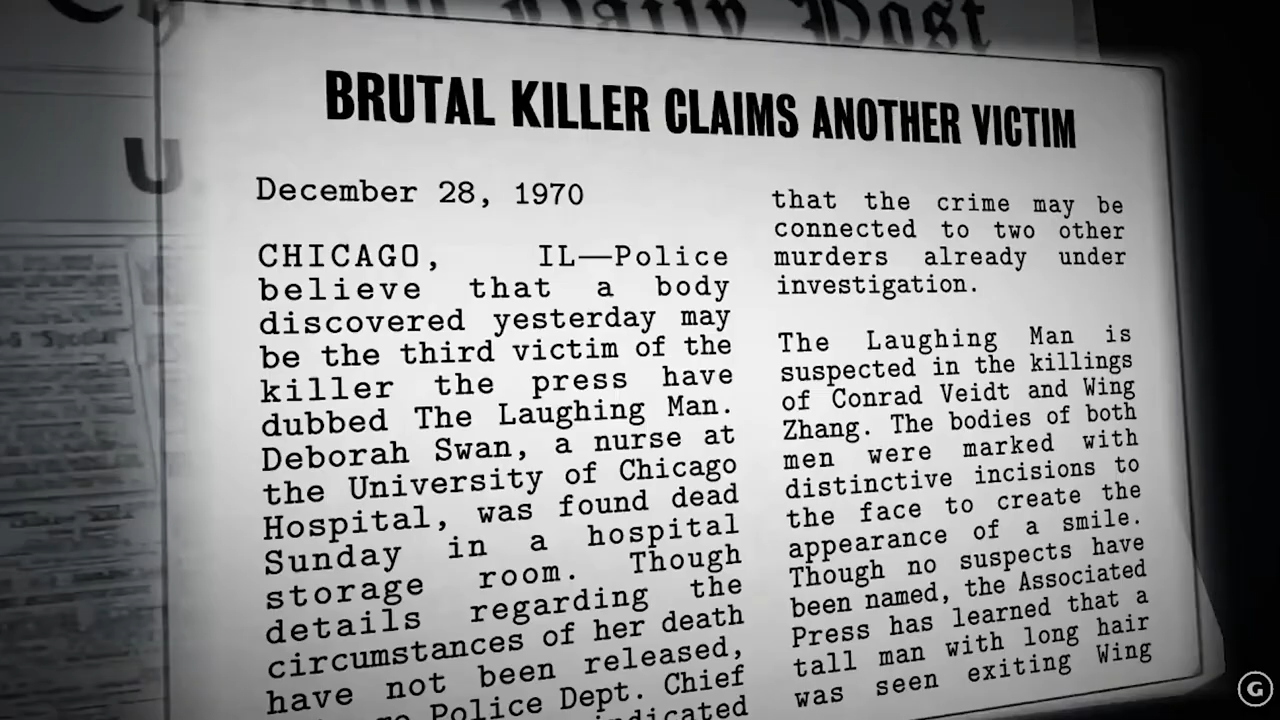 Daily Post
BRUTAL KILLER CLAIMS ANOTHER VICTIM
December 28, 1970
CHICAGO, IL—Police
believe that a body
discovered yesterday may
be the third victim of the
killer the press have
dubbed The Laughing Man.
Deborah Swan, a nurse at
the University of Chicago
Hospital, was found dead
Sunday in a hospital
storage room. Though
details regarding the
circumstances of her death
have not been released,
Police Dept. Chief
indicated
that the crime may be
connected to two other
murders already under
investigation.
The Laughing Man is
suspected in the killings
of Conrad Veidt and Wing
Zhang. The bodies of both
men were marked with
distinctive incisions to
the face to create the
appearance of a smile.
Though no suspects have
been named, the Associated
Press has learned that a
tall man with long hair
was seen exiting Wing
G